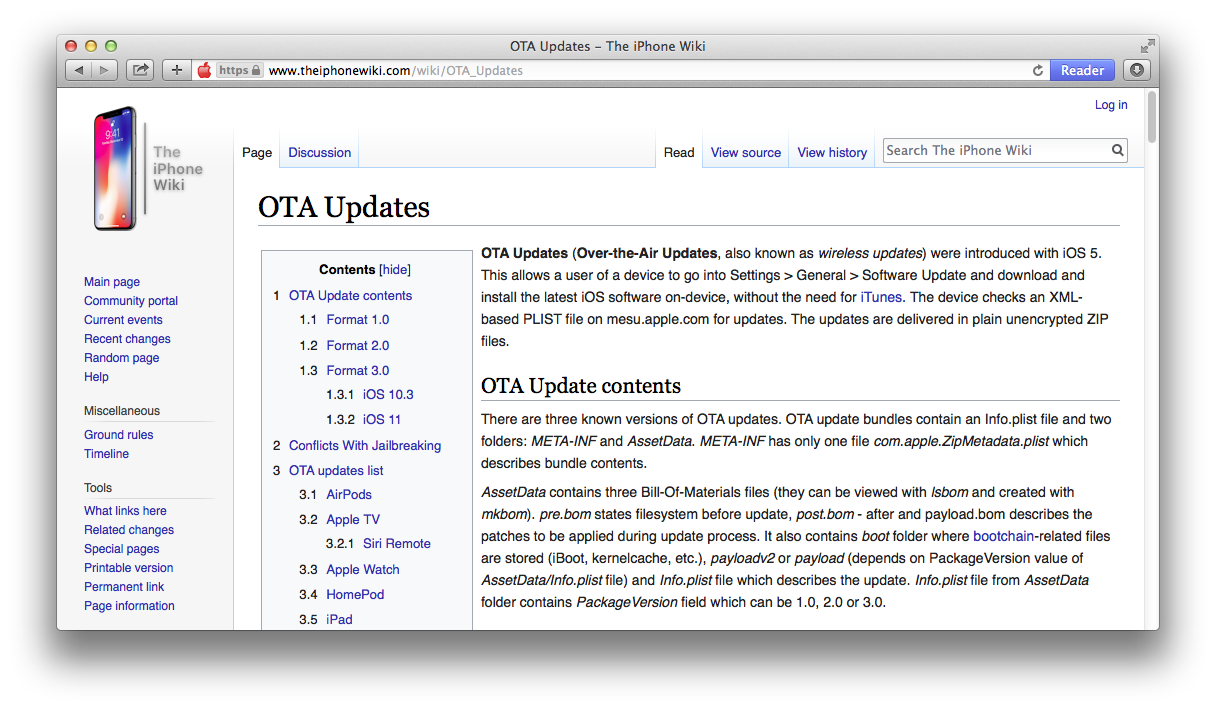 OTA Updates – The iPhone Wiki
https www.theiphonewiki.com/wiki/OTA_Updates
Reader
Log in
9:41
The
iPhone
Wiki
Page
Discussion
Read
View source
View history
Search The iPhone Wiki
Main page
Community portal
Current events
Recent changes
Random page
Help
Miscellaneous
Ground rules
Timeline
Tools
What links here
Related changes
Special pages
Printable version
Permanent link
Page information
OTA Updates
Contents [hide]
1 OTA Update contents
1.1 Format 1.0
1.2 Format 2.0
1.3 Format 3.0
1.3.1 iOS 10.3
1.3.2 iOS 11
2 Conflicts With Jailbreaking
3 OTA updates list
3.1 AirPods
3.2 Apple TV
3.2.1 Siri Remote
3.3 Apple Watch
3.4 HomePod
3.5 iPad
OTA Updates (Over-the-Air Updates, also known as wireless updates) were introduced with iOS 5.
This allows a user of a device to go into Settings > General > Software Update and download and
install the latest iOS software on-device, without the need for iTunes. The device checks an XML-
based PLIST file on mesu.apple.com for updates. The updates are delivered in plain unencrypted ZIP
files.
OTA Update contents
There are three known versions of OTA updates. OTA update bundles contain an Info.plist file and two
folders: META-INF and AssetData. META-INF has only one file com.apple.ZipMetadata.plist which
describes bundle contents.
AssetData contains three Bill-Of-Materials files (they can be viewed with lsbom and created with
mkbom). pre.bom states filesystem before update, post.bom - after and payload.bom describes the
patches to be applied during update process. It also contains boot folder where bootchain-related files
are stored (iBoot, kernelcache, etc.), payloadv2 or payload (depends on PackageVersion value of
AssetData/Info.plist file) and Info.plist file which describes the update. Info.plist file from AssetData
folder contains PackageVersion field which can be 1.0, 2.0 or 3.0.